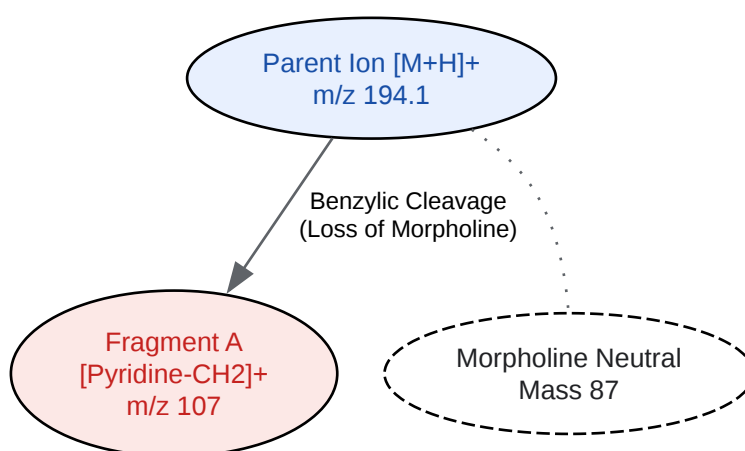 Parent Ion [M+H]+
m/z 194.1
Benzylic Cleavage
(Loss of Morpholine)
Fragment A
[Pyridine-CH2]+
m/z 107
Morpholine Neutral
Mass 87